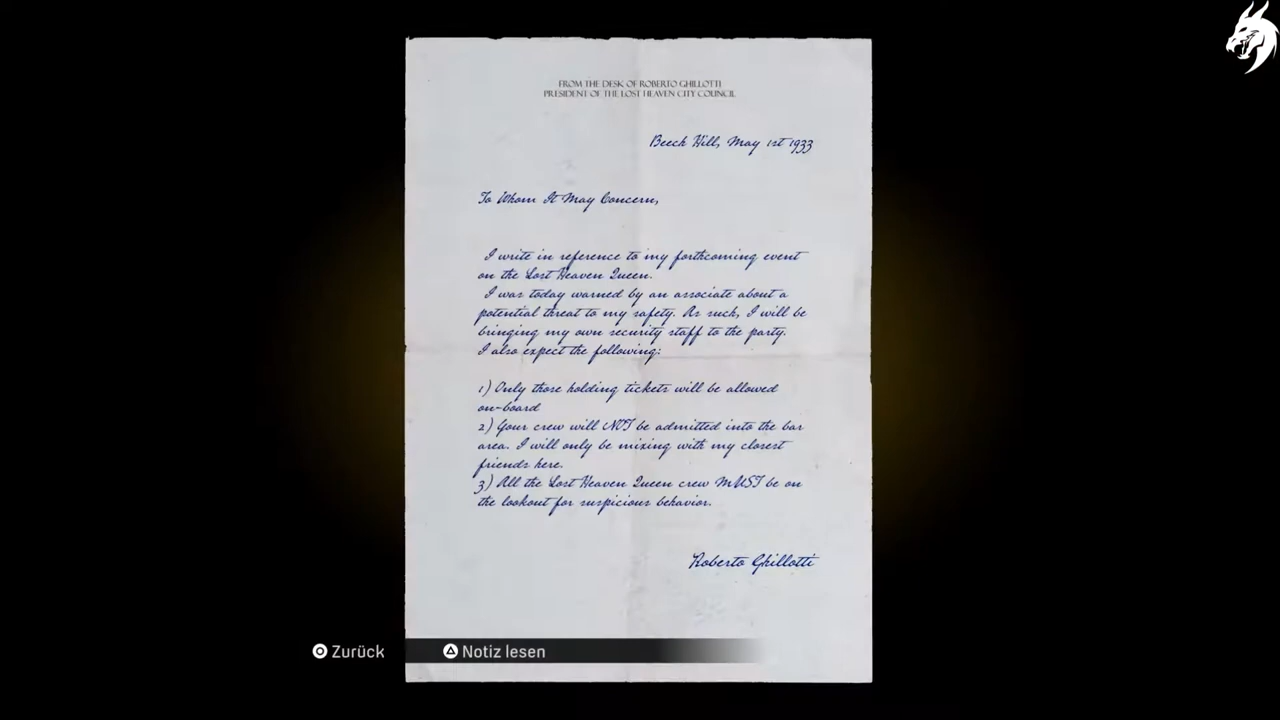 FROM THE DESK OF ROBERTO GHILLOTTI
PRESIDENT OF THE LOST HEAVEN CITY COUNCIL
Beech Hill, May 1st 1933
To Whom It May Concern,
I write in reference to my forthcoming event
on the Lost Heaven Queen.
I was today warned by an associate about a
potential threat to my safety. As such, I will be
bringing my own security staff to the party.
I also expect the following:
1) Only those holding tickets will be allowed
on-board
2) Your crew will NOT be admitted into the bar
area. I will only be mixing with my closest
friends here.
3) All the Lost Heaven Queen crew MUST be on
the lookout for suspicious behavior.
Roberto Ghillotti
Zurück
Notiz lesen